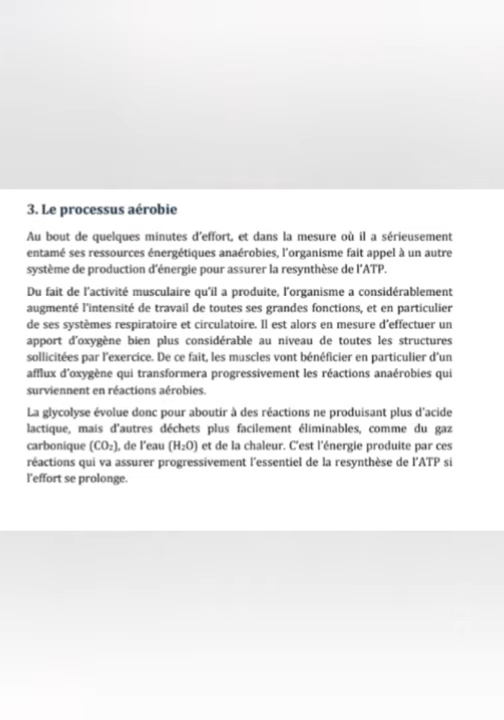 3. Le processus aérobie
Au bout de quelques minutes d'effort, et dans la mesure où il a sérieusement
entamé ses ressources énergétiques anaérobies, l'organisme fait appel à un autre
système de production d'énergie pour assurer la resynthèse de l'ATP.
Du fait de l'activité musculaire qu'il a produite, l'organisme a considérablement
augmenté l'intensité de travail de toutes ses grandes fonctions, et en particulier
de ses systèmes respiratoire et circulatoire. Il est alors en mesure d'effectuer un
apport d'oxygène bien plus considérable au niveau de toutes les structures
sollicitées par l'exercice. De ce fait, les muscles vont bénéficier en particulier d'un
afflux d'oxygène qui transformera progressivement les réactions anaérobies qui
surviennent en réactions aérobies.
La glycolyse évolue donc pour aboutir à des réactions ne produisant plus d'acide
lactique, mais d'autres déchets plus facilement éliminables, comme du gaz
carbonique (CO₂), de l'eau (H₂O) et de la chaleur. C'est l'énergie produite par ces
réactions qui va assurer progressivement l'essentiel de la resynthèse de l'ATP si
l'effort se prolonge.